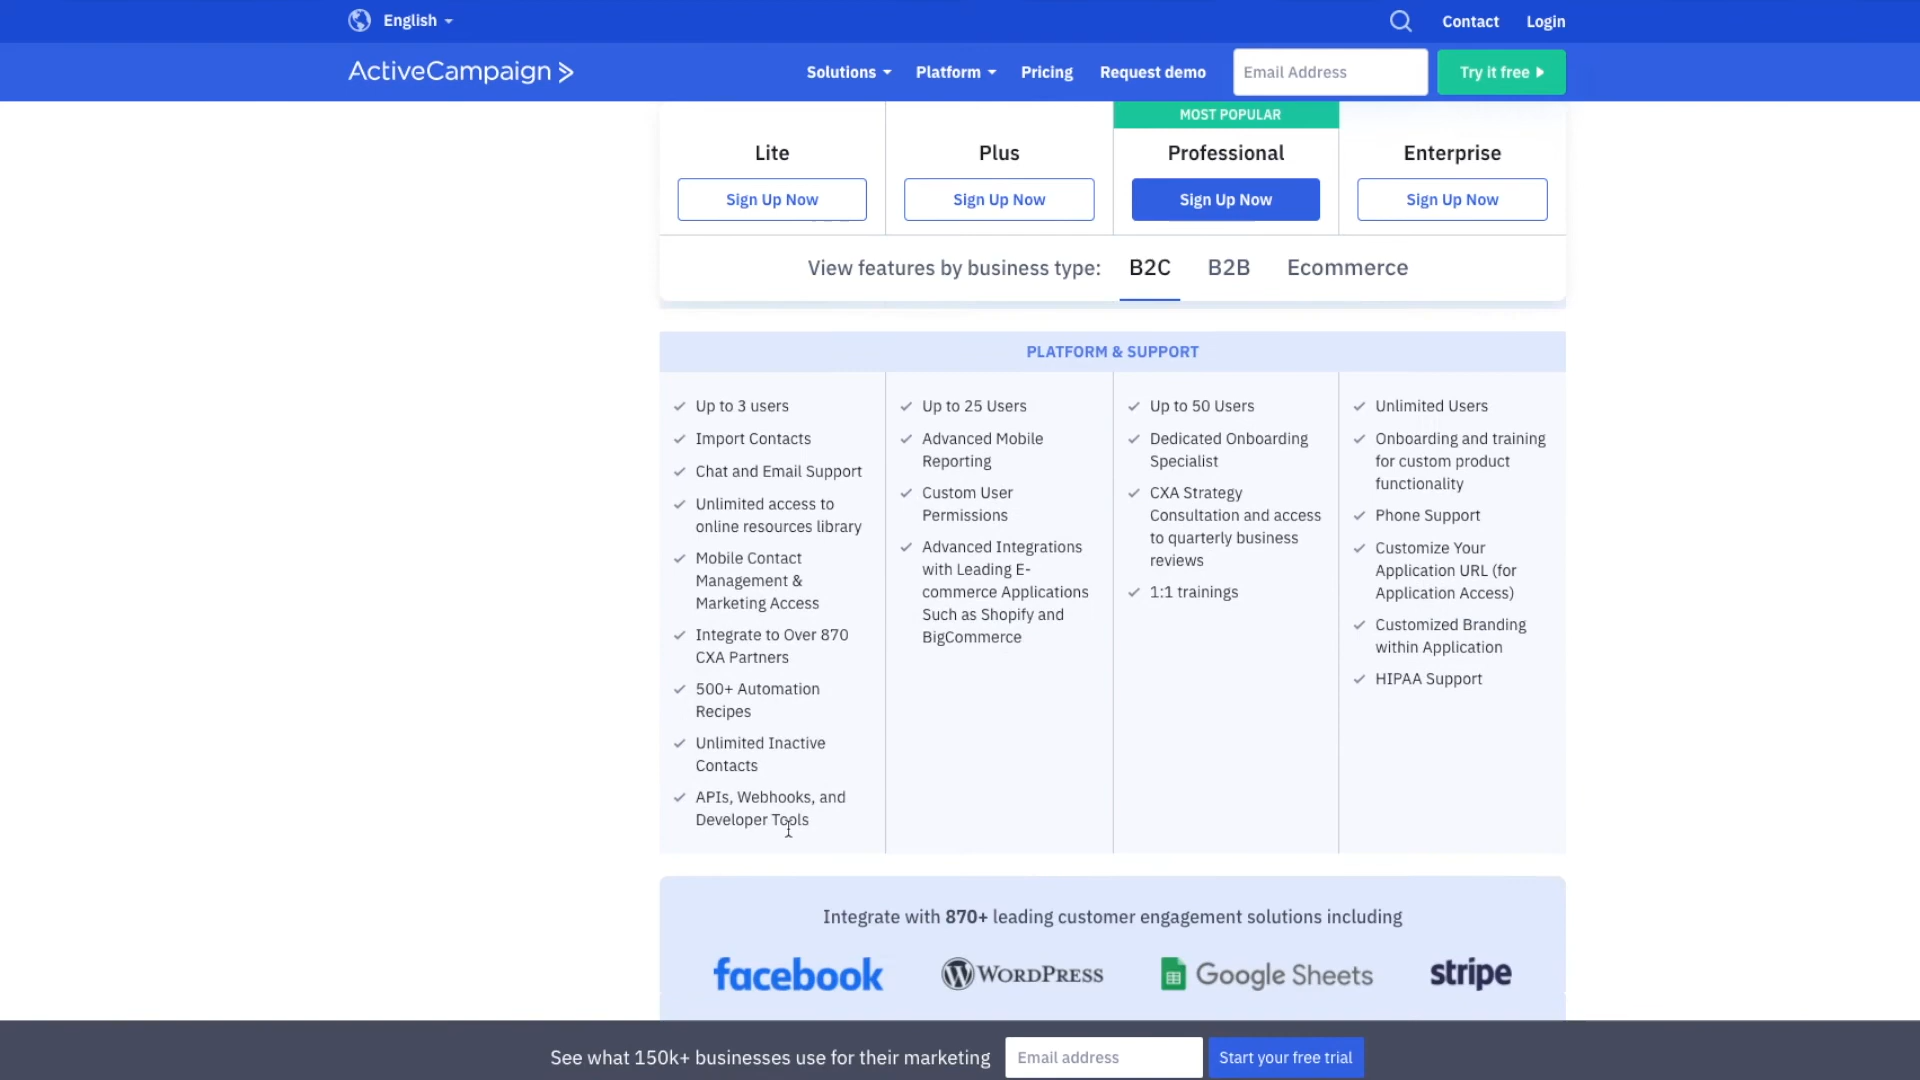 English
Contact
Login
ActiveCampaign >
Solutions
Platform
Pricing
Request demo
Email Address
Try it free
MOST POPULAR
Lite
Plus
Professional
Enterprise
Sign Up Now
Sign Up Now
Sign Up Now
Sign Up Now
View features by business type:
B2C
B2B
Ecommerce
PLATFORM & SUPPORT
Up to 3 users
Import Contacts
Chat and Email Support
Unlimited access to
online resources library
Mobile Contact
Management &
Marketing Access
Integrate to Over 870
CXA Partners
500+ Automation
Recipes
Unlimited Inactive
Contacts
APIs, Webhooks, and
Developer Tools
Up to 25 Users
Advanced Mobile
Reporting
Custom User
Permissions
Advanced Integrations
with Leading E-
commerce Applications
Such as Shopify and
BigCommerce
Up to 50 Users
Dedicated Onboarding
Specialist
CXA Strategy
Consultation and access
to quarterly business
reviews
1:1 trainings
Unlimited Users
Onboarding and training
for custom product
functionality
Phone Support
Customize Your
Application URL (for
Application Access)
Customized Branding
within Application
HIPAA Support
Integrate with 870+ leading customer engagement solutions including
facebook
WORDPRESS
Google Sheets
stripe
See what 150k+ businesses use for their marketing
Email address
Start your free trial